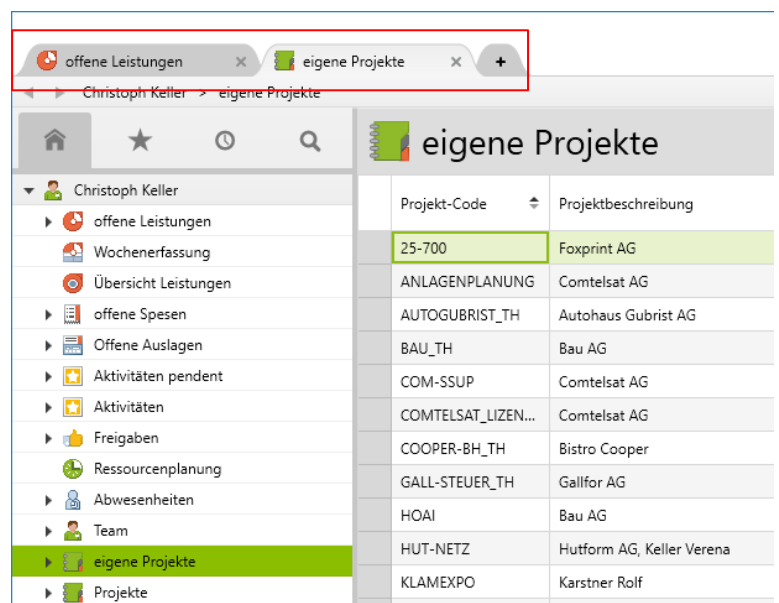 offene Leistungen
eigene Projekte
Christoph Keller > eigene Projekte
eigene Projekte
Christoph Keller
offene Leistungen
Wochenerfassung
Übersicht Leistungen
offene Spesen
Offene Auslagen
Aktivitäten pendent
Aktivitäten
Freigaben
Ressourcenplanung
Abwesenheiten
Team
eigene Projekte
Projekte
Projekt-Code Projektbeschreibung
25-700 Foxprint AG
ANLAGENPLANUNG Comtelsat AG
AUTOGUBRIST_TH Autohaus Gubrist AG
BAU_TH Bau AG
COM-SSUP Comtelsat AG
COMTELSAT_LIZEN... Comtelsat AG
COOPER-BH_TH Bistro Cooper
GALL-STEUER_TH Gallfor AG
HOAI Bau AG
HUT-NETZ Hutform AG, Keller Verena
KLAMEXPO Karstner Rolf